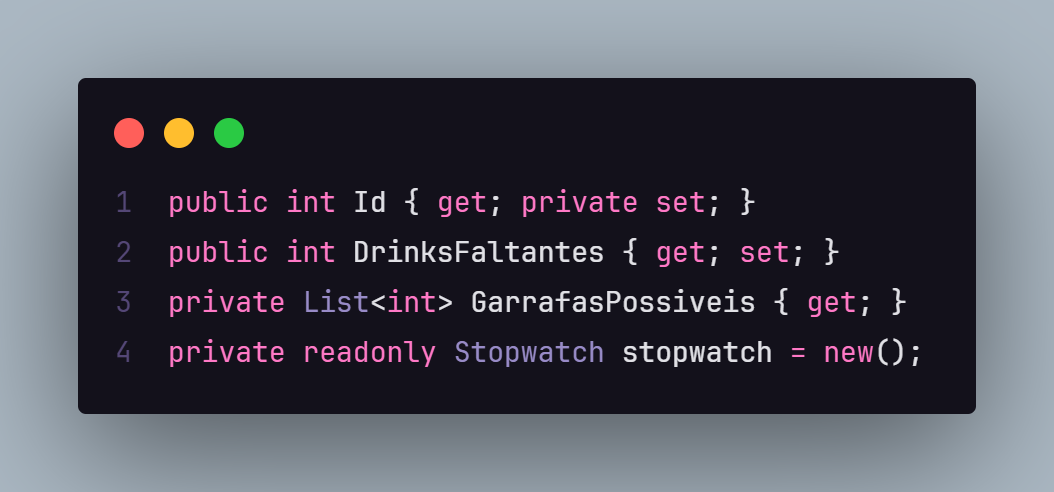 1 public int Id { get; private set; }
2 public int DrinksFaltantes { get; set; }
3 private List<int> GarrafasPossiveis { get; }
4 private readonly Stopwatch stopwatch = new();